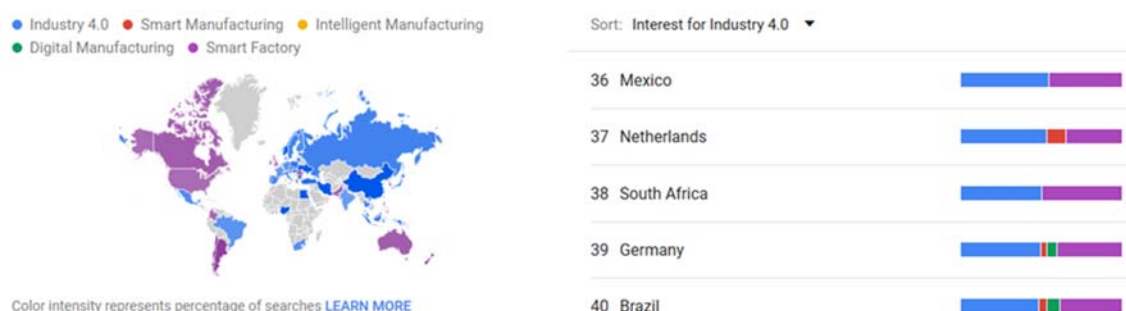 Industry 4.0 Smart Manufacturing Intelligent Manufacturing
Digital Manufacturing Smart Factory
Color intensity represents percentage of searches LEARN MORE
Sort: Interest for Industry 4.0
36 Mexico
37 Netherlands
38 South Africa
39 Germany
40 Brazil